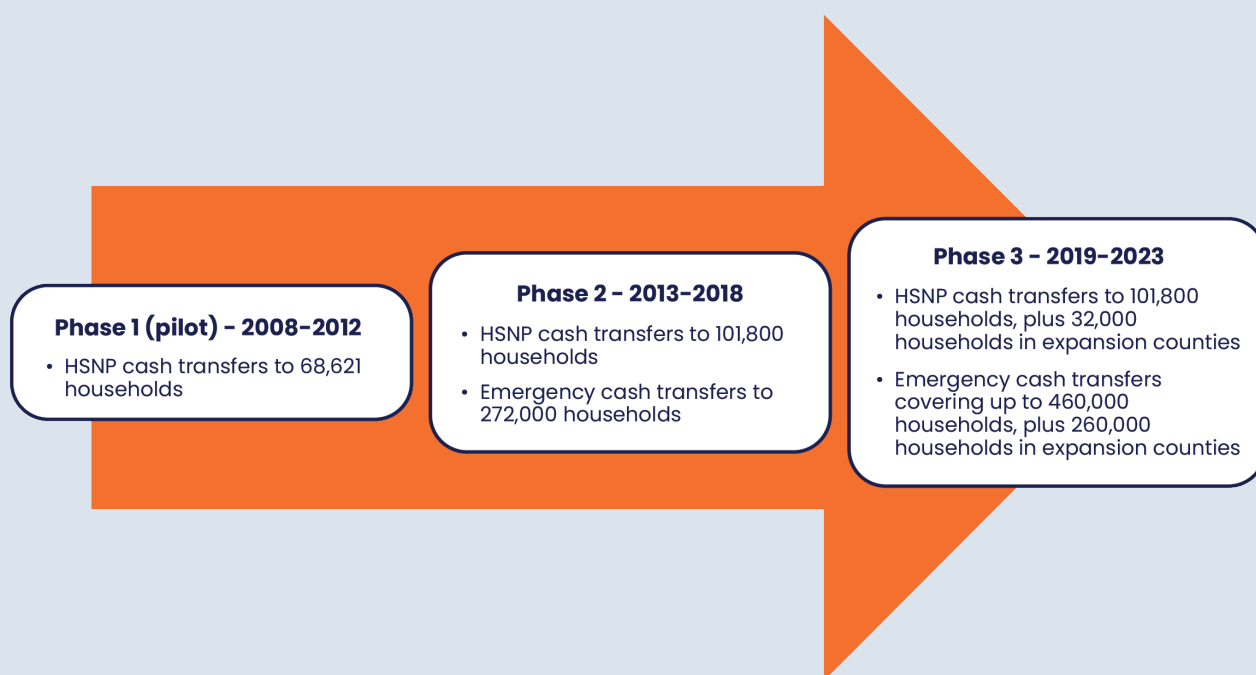 Phase 1 (pilot) - 2008-2012
• HSNP cash transfers to 68,621
households
Phase 2 - 2013-2018
• HSNP cash transfers to 101,800
households
• Emergency cash transfers to
272,000 households
Phase 3 - 2019-2023
• HSNP cash transfers to 101,800
households, plus 32,000
households in expansion counties
• Emergency cash transfers
covering up to 460,000
households, plus 260,000
households in expansion counties